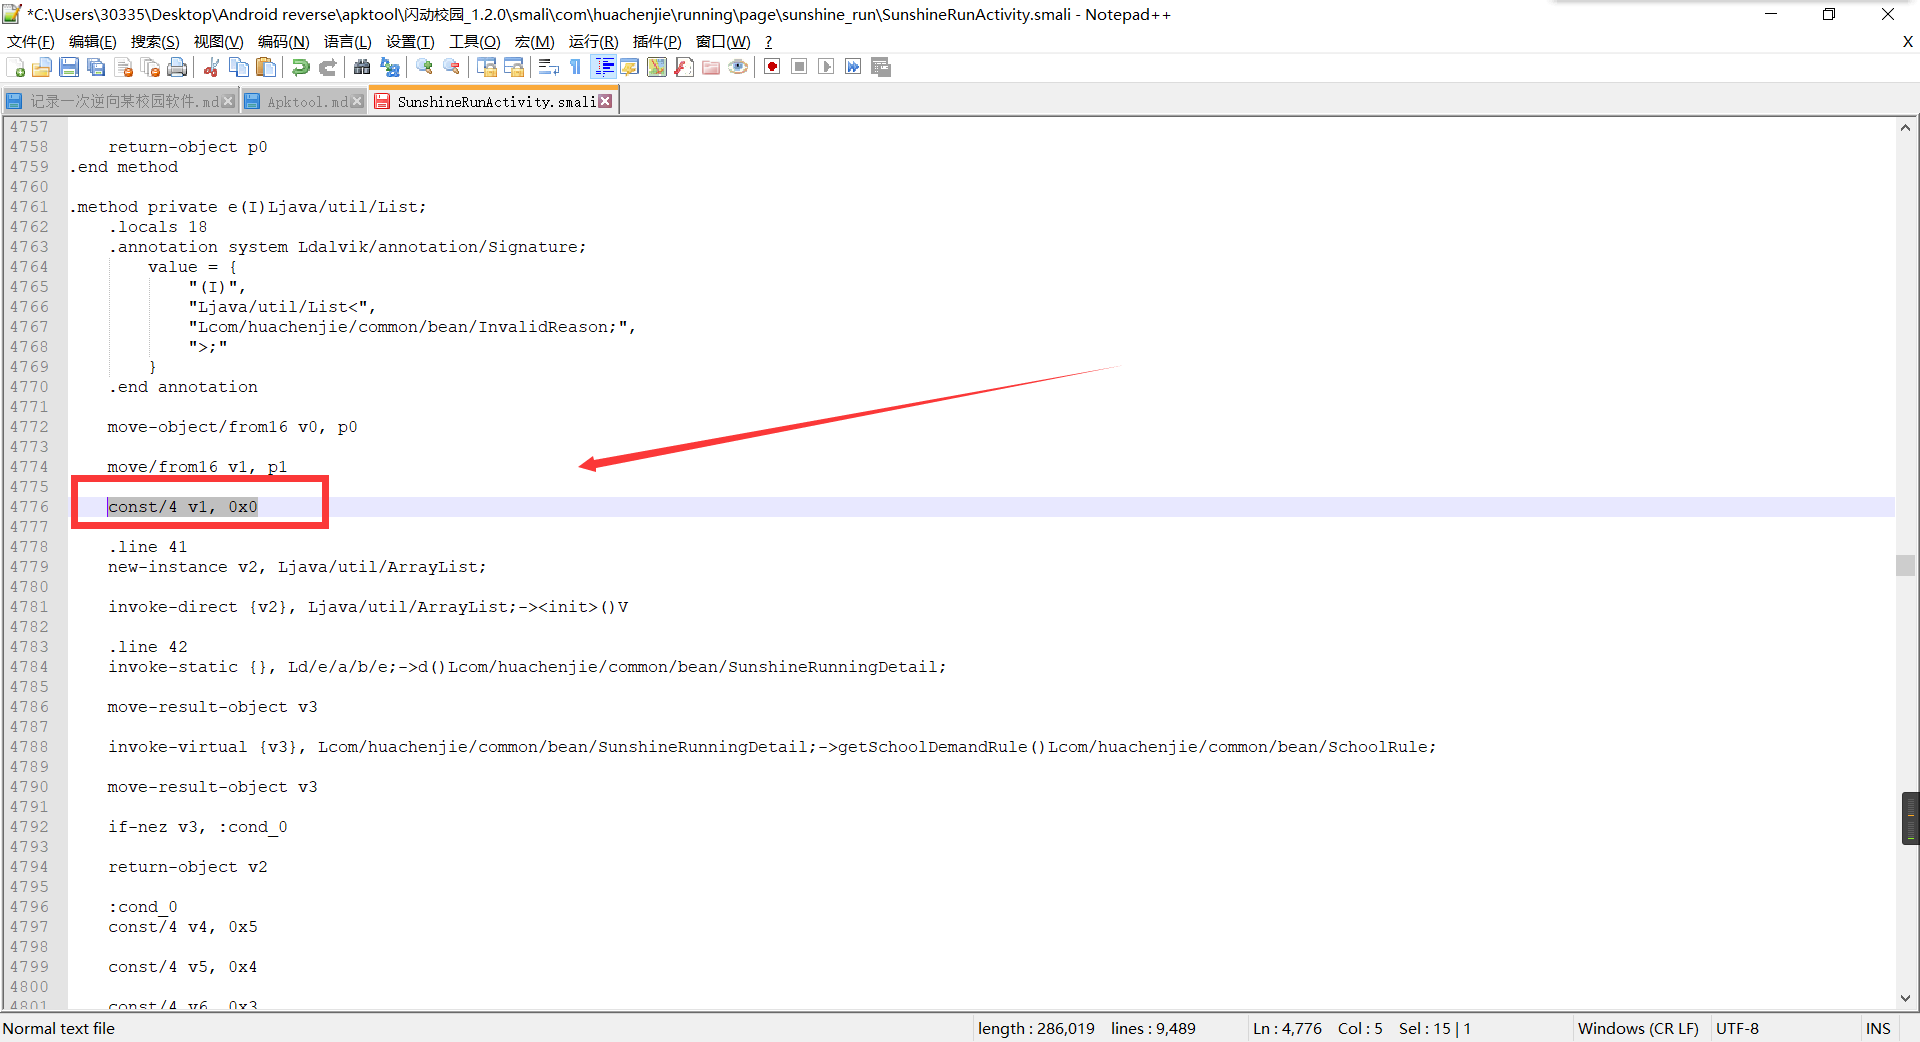 *C:\Users\30335\Desktop\Android reverse\apktool\闪动校园_1.2.0\smali\com\huachenjie\running\page\sunshine_run\SunshineRunActivity.smali - Notepad++
文件(F) 编辑(E) 搜索(S) 视图(V) 编码(N) 语言(L) 设置(T) 工具(O) 宏(M) 运行(R) 插件(P) 窗口(W) ? X
记录一次逆向某校园软件.md Apktool.md SunshineRunActivity.smali
4757
4758 return-object p0
4759 .end method
4760
4761 .method private e(I)Ljava/util/List;
4762 .locals 18
4763 .annotation system Ldalvik/annotation/Signature;
4764 value = {
4765 "(I)",
4766 "Ljava/util/List<",
4767 "Lcom/huachenjie/common/bean/InvalidReason;",
4768 ">;"
4769 }
4770 .end annotation
4771
4772 move-object/from16 v0, p0
4773
4774 move/from16 v1, p1
4775
4776 const/4 v1, 0x0
4777
4778 .line 41
4779 new-instance v2, Ljava/util/ArrayList;
4780
4781 invoke-direct {v2}, Ljava/util/ArrayList;-><init>()V
4782
4783 .line 42
4784 invoke-static {}, Ld/e/a/b/e;->d()Lcom/huachenjie/common/bean/SunshineRunningDetail;
4785
4786 move-result-object v3
4787
4788 invoke-virtual {v3}, Lcom/huachenjie/common/bean/SunshineRunningDetail;->getSchoolDemandRule()Lcom/huachenjie/common/bean/SchoolRule;
4789
4790 move-result-object v3
4791
4792 if-nez v3, :cond_0
4793
4794 return-object v2
4795
4796 :cond_0
4797 const/4 v4, 0x5
4798
4799 const/4 v5, 0x4
4800
4801 const/4 v6, 0x3
Normal text file length : 286,019 lines : 9,489 Ln : 4,776 Col : 5 Sel : 15 | 1 Windows (CR LF) UTF-8 INS